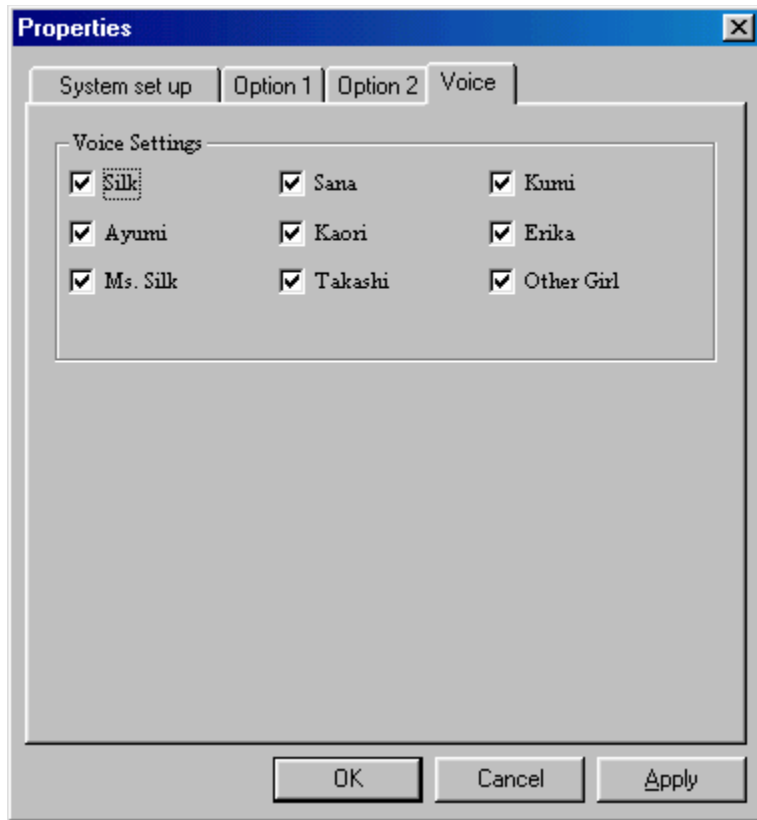 Properties
System set up Option 1 Option 2 Voice
Voice Settings
Silk Sana Kumi
Ayumi Kaori Erika
Ms. Silk Takashi Other Girl
OK Cancel Apply